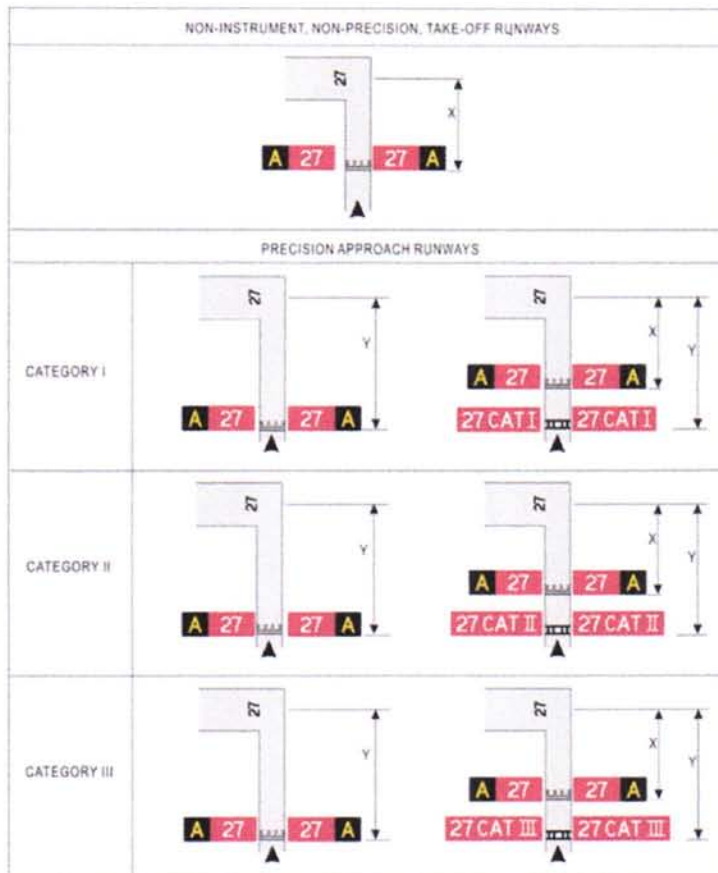 NON-INSTRUMENT, NON-PRECISION, TAKE-OFF RUNWAYS
27
X
A 27 27 A
PRECISION APPROACH RUNWAYS
CATEGORY I
27
Y
A 27 27 A
27
X
Y
A 27 27 A
27 CAT I 27 CAT I
CATEGORY II
27
Y
A 27 27 A
27
X
Y
A 27 27 A
27 CAT II 27 CAT II
CATEGORY III
27
Y
A 27 27 A
27
X
Y
A 27 27 A
27 CAT III 27 CAT III